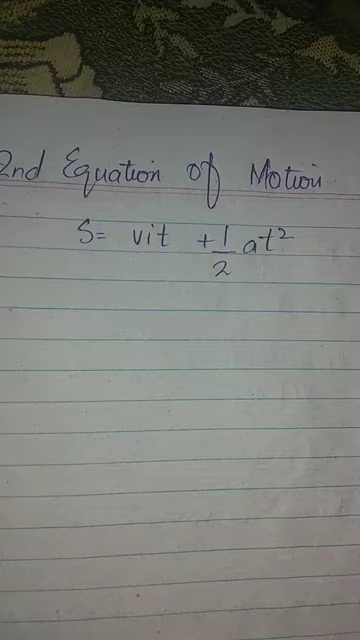 2nd Equation of Motion
S= vit + 1/2 at²